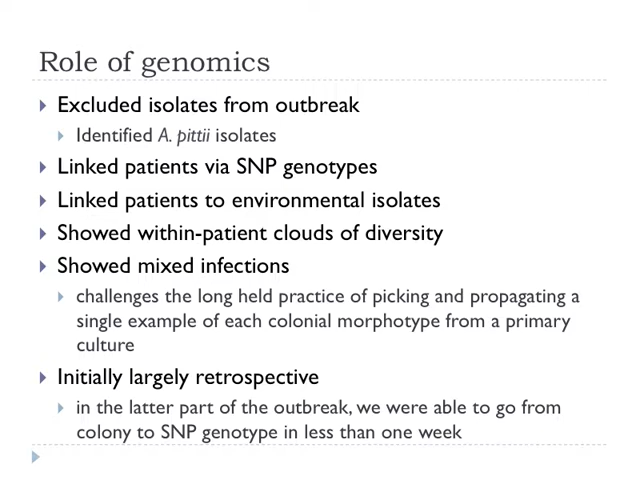 Role of genomics
Excluded isolates from outbreak
Identified A. pittii isolates
Linked patients via SNP genotypes
Linked patients to environmental isolates
Showed within-patient clouds of diversity
Showed mixed infections
challenges the long held practice of picking and propagating a
single example of each colonial morphotype from a primary
culture
Initially largely retrospective
in the latter part of the outbreak, we were able to go from
colony to SNP genotype in less than one week